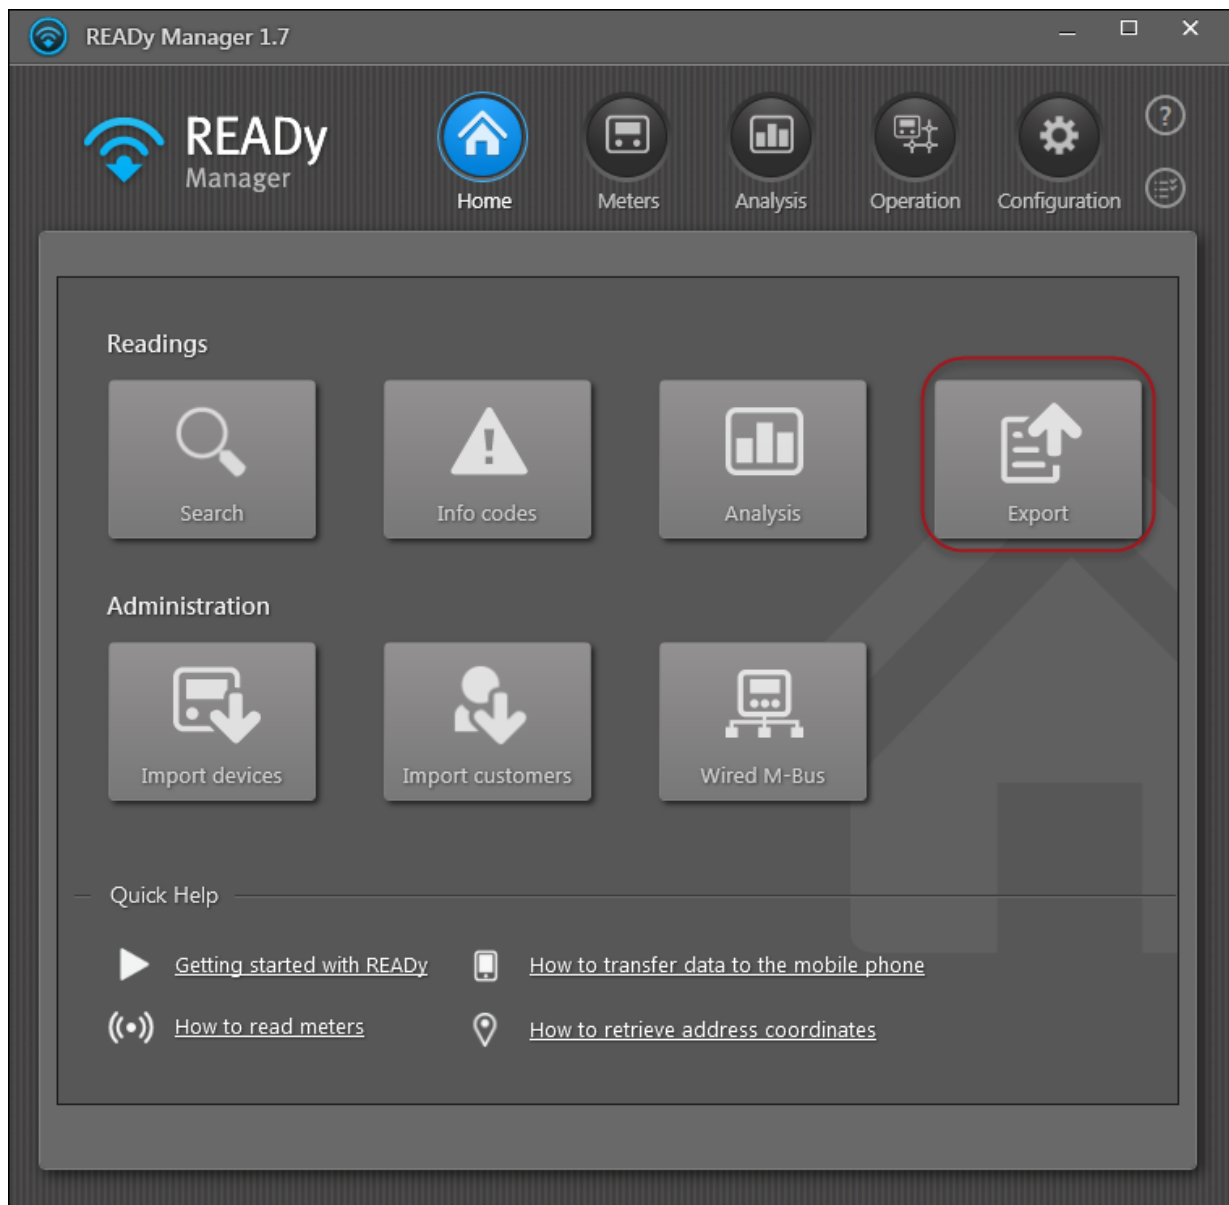 READy Manager 1.7
READy
Manager
Home Meters Analysis Operation Configuration
?
Readings
Search Info codes Analysis Export
Administration
Import devices Import customers Wired M-Bus
Quick Help
Getting started with READy How to transfer data to the mobile phone
How to read meters How to retrieve address coordinates